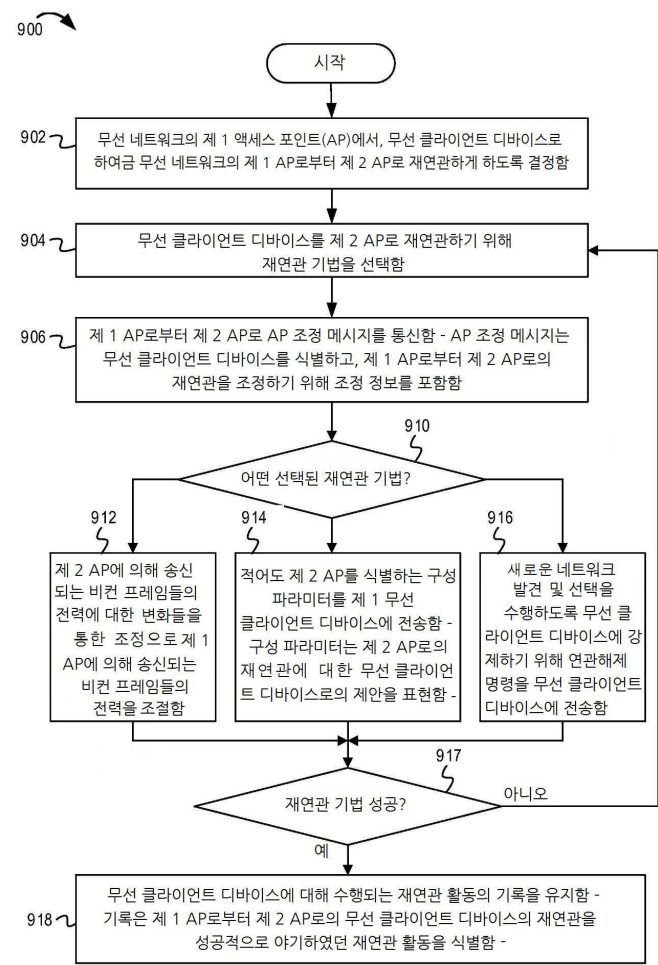 900
시작
902
무선 네트워크의 제 1 액세스 포인트(AP)에서, 무선 클라이언트 디바이스로
하여금 무선 네트워크의 제 1 AP로부터 제 2 AP로 재연관하게 하도록 결정함
904
무선 클라이언트 디바이스를 제 2 AP로 재연관하기 위해
재연관 기법을 선택함
906
제 1 AP로부터 제 2 AP로 AP 조정 메시지를 통신함 - AP 조정 메시지는
무선 클라이언트 디바이스를 식별하고, 제 1 AP로부터 제 2 AP로의
재연관을 조정하기 위해 조정 정보를 포함함
910
어떤 선택된 재연관 기법?
912
제 2 AP에 의해 송신
되는 비컨 프레임들의
전력에 대한 변화들을
통한 조정으로 제 1
AP에 의해 송신되는
비컨 프레임들의
전력을 조절함
914
적어도 제 2 AP를 식별하는 구성
파라미터를 제 1 무선
클라이언트 디바이스에 전송함 -
구성 파라미터는 제 2 AP로의
재연관에 대한 무선 클라이언
트 디바이스로의 제안을 표현함 -
916
새로운 네트워크
발견 및 선택을
수행하도록 무선 클
라이언트 디바이스에 강
제하기 위해 연관해제
명령을 무선 클라이언트
디바이스에 전송함
917
재연관 기법 성공?
아니오
예
918
무선 클라이언트 디바이스에 대해 수행되는 재연관 활동의 기록을 유지함 -
기록은 제 1 AP로부터 제 2 AP로의 무선 클라이언트 디바이스의 재연관을
성공적으로 야기하였던 재연관 활동을 식별함 -